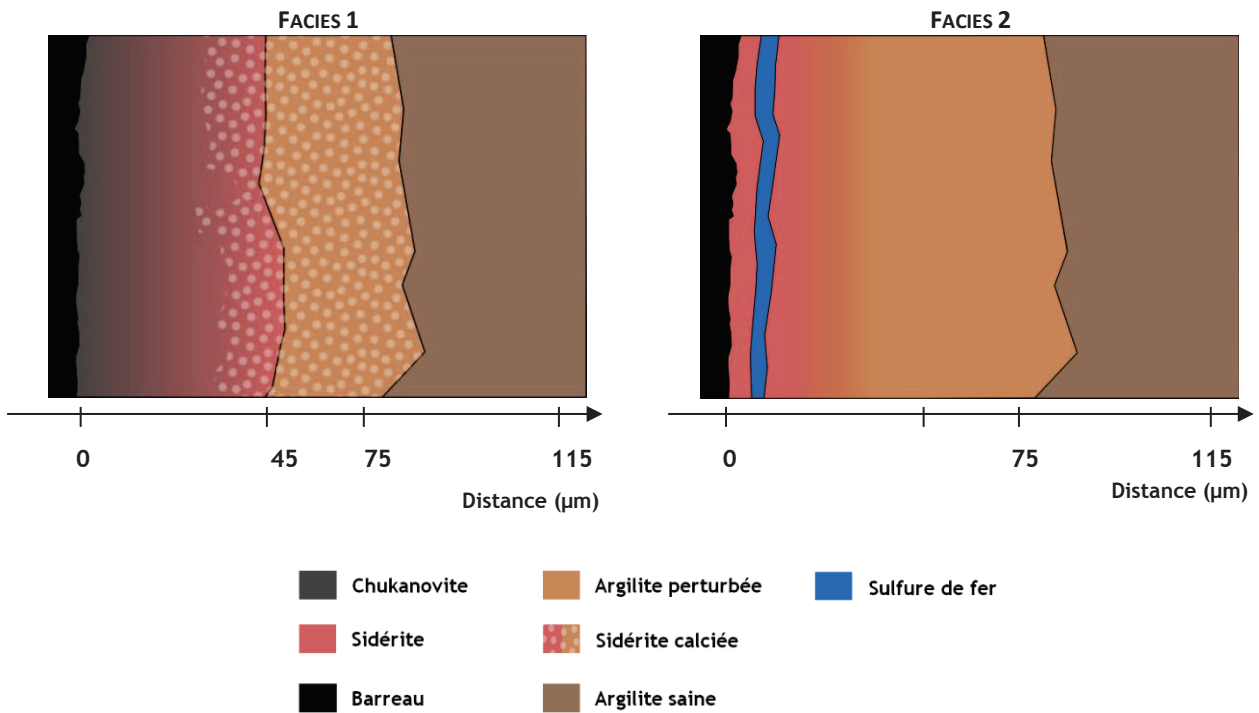 FACIES 1
FACIES 2
0 45 75 115
Distance (µm)
0 75 115
Distance (µm)
Chukanovite
Argilite perturbée
Sulfure de fer
Sidérite
Sidérite calciée
Barreau
Argilite saine